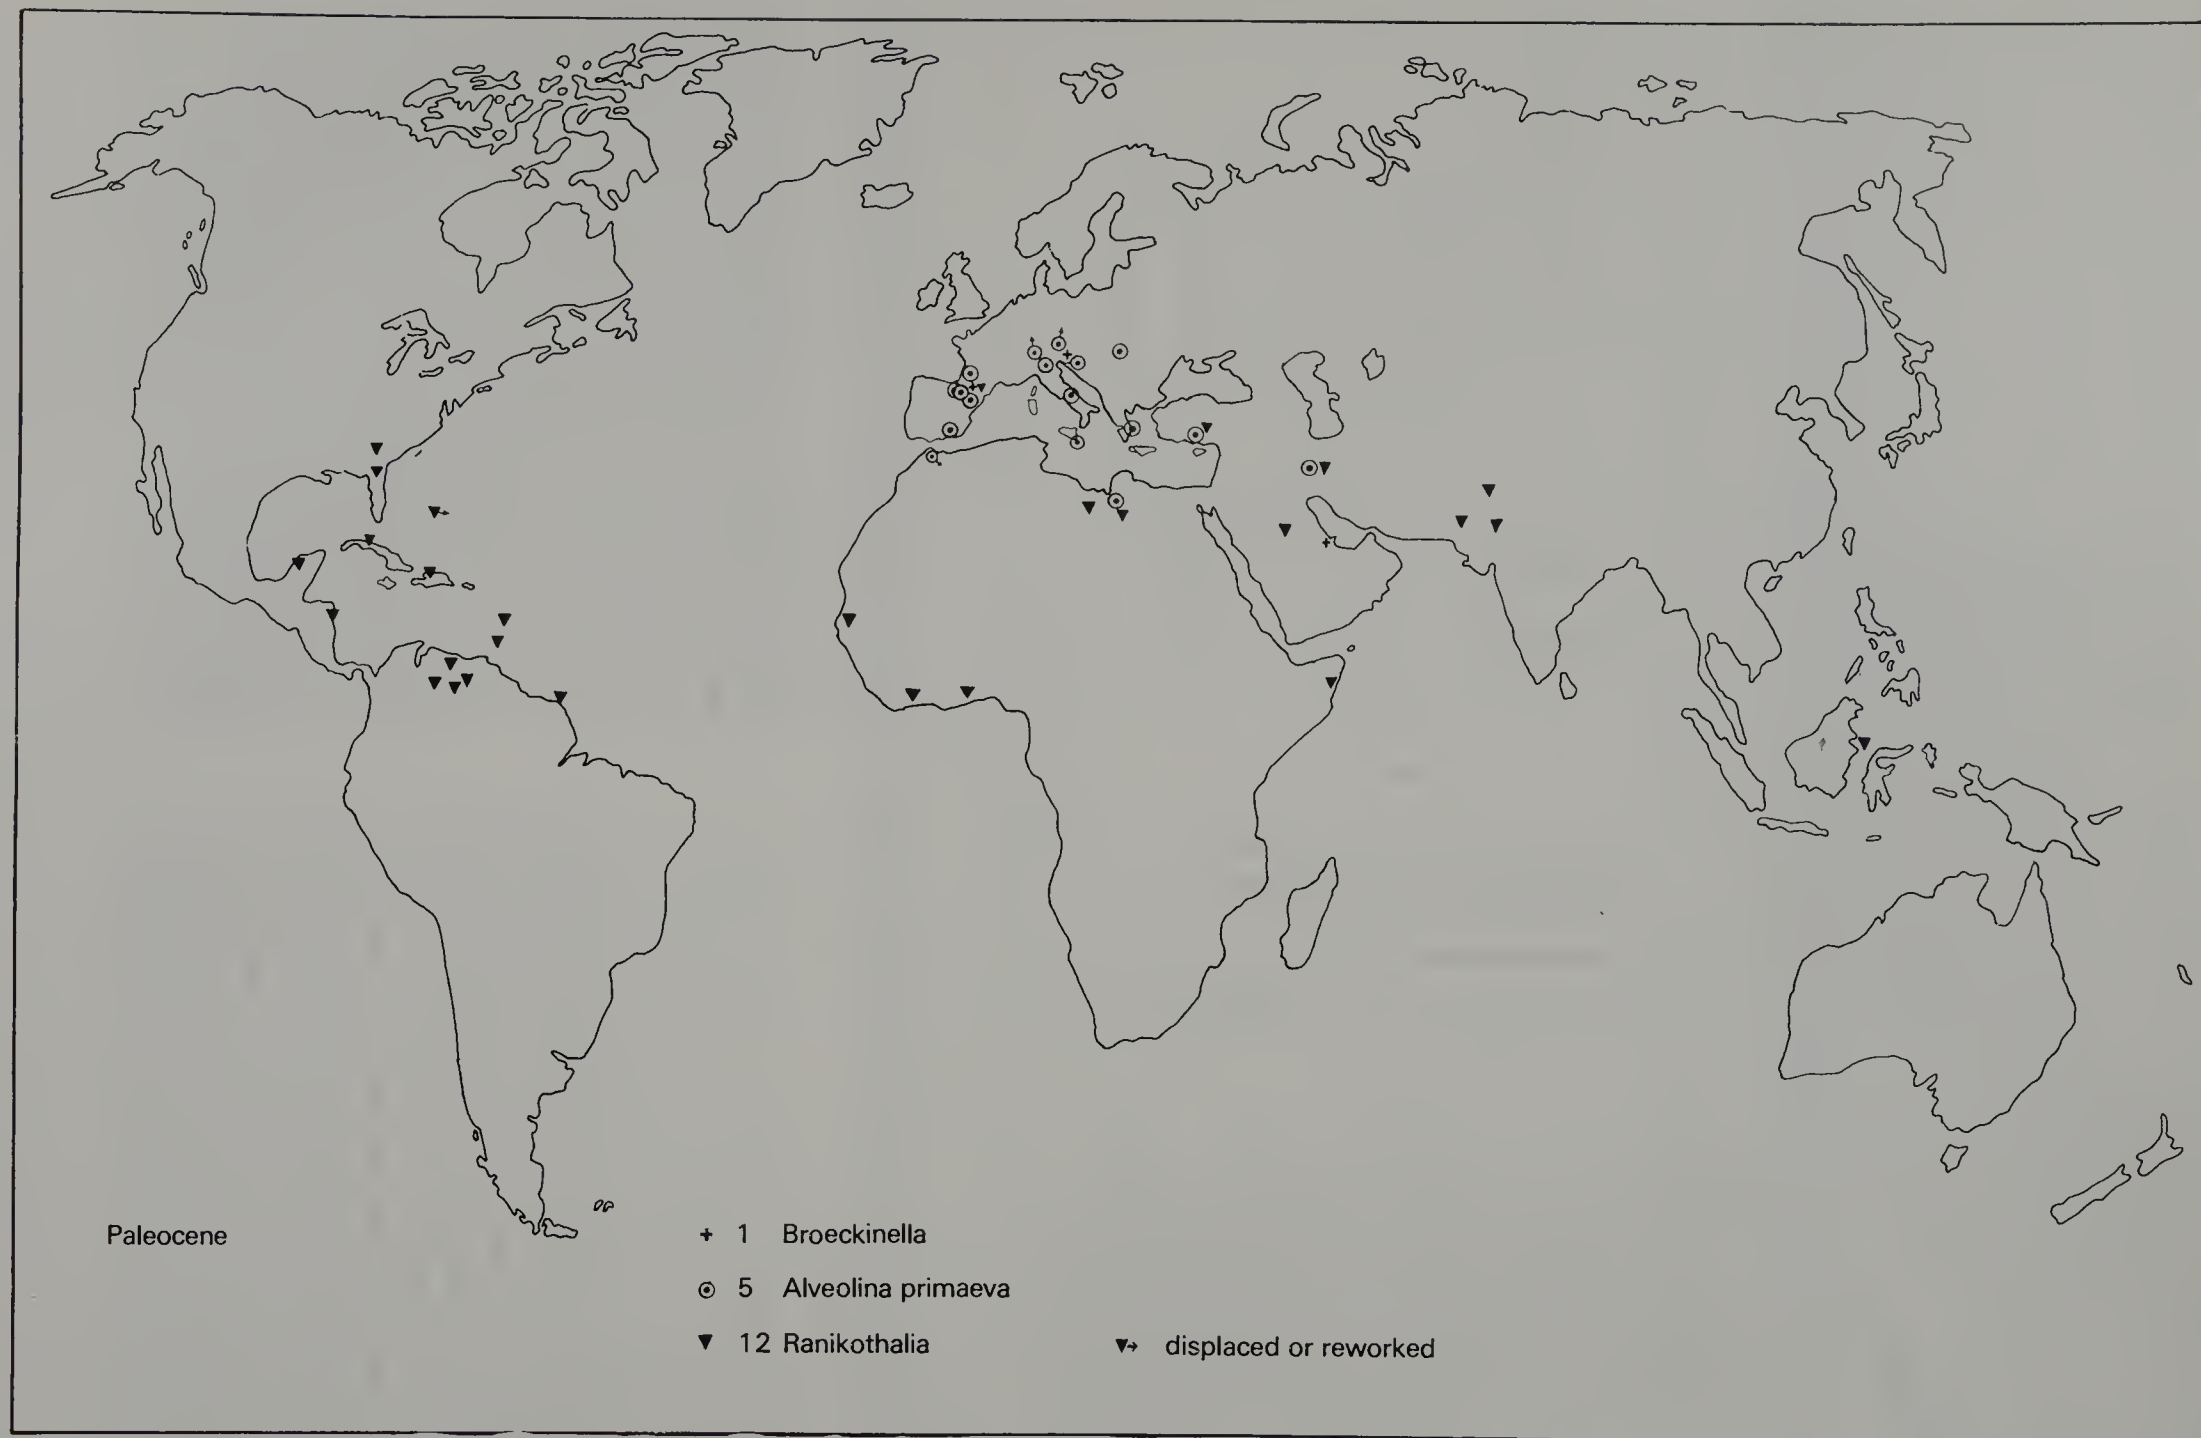 Paleocene
+ 1 Broeckinella
⊙ 5 Alveolina primaeva
▼ 12 Ranikothalia
▼→ displaced or reworked